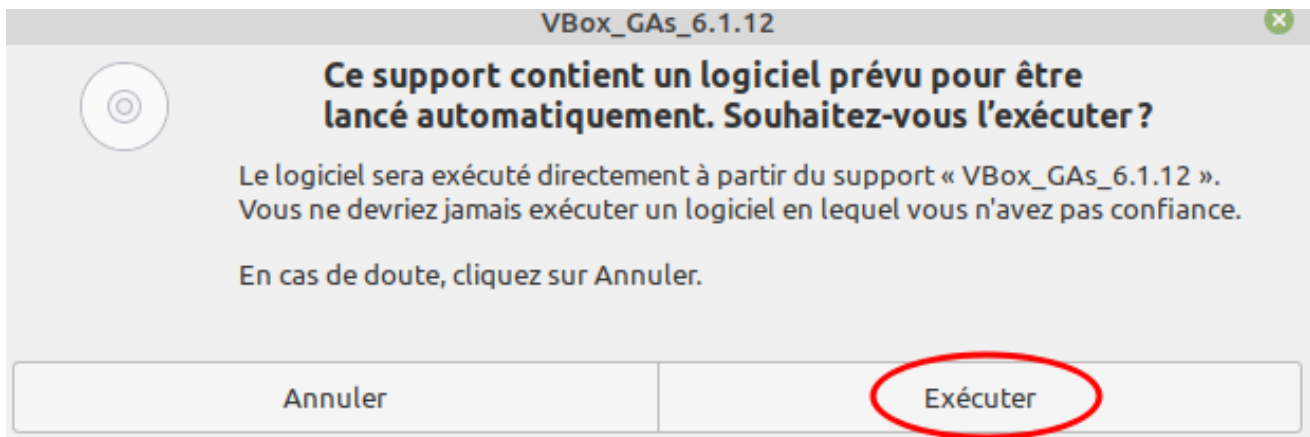 VBox_GAs_6.1.12
Ce support contient un logiciel prévu pour être
lancé automatiquement. Souhaitez-vous l’exécuter ?
Le logiciel sera exécuté directement à partir du support « VBox_GAs_6.1.12 ».
Vous ne devriez jamais exécuter un logiciel en lequel vous n'avez pas confiance.
En cas de doute, cliquez sur Annuler.
Annuler
Exécuter